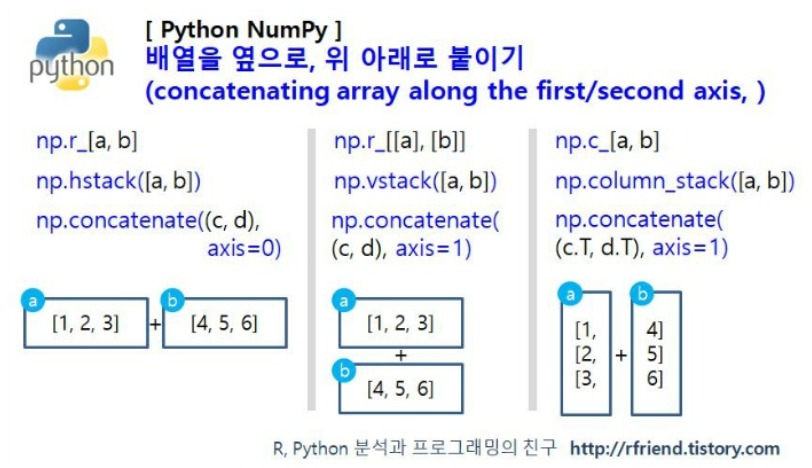 [ Python NumPy ]
배열을 옆으로, 위 아래로 붙이기
(concatenating array along the first/second axis, )
python
np.r_[a, b]
np.hstack([a, b])
np.concatenate((c, d),
axis=0)
a
[1, 2, 3]
+
b
[4, 5, 6]
np.r_[[a], [b]]
np.vstack([a, b])
np.concatenate(
(c, d), axis=1)
a
[1, 2, 3]
+
b
[4, 5, 6]
np.c_[a, b]
np.column_stack([a, b])
np.concatenate(
(c.T, d.T), axis=1)
a
[1,
[2,
[3,
+
b
4]
5]
6]
R, Python 분석과 프로그래밍의 친구 http://rfriend.tistory.com